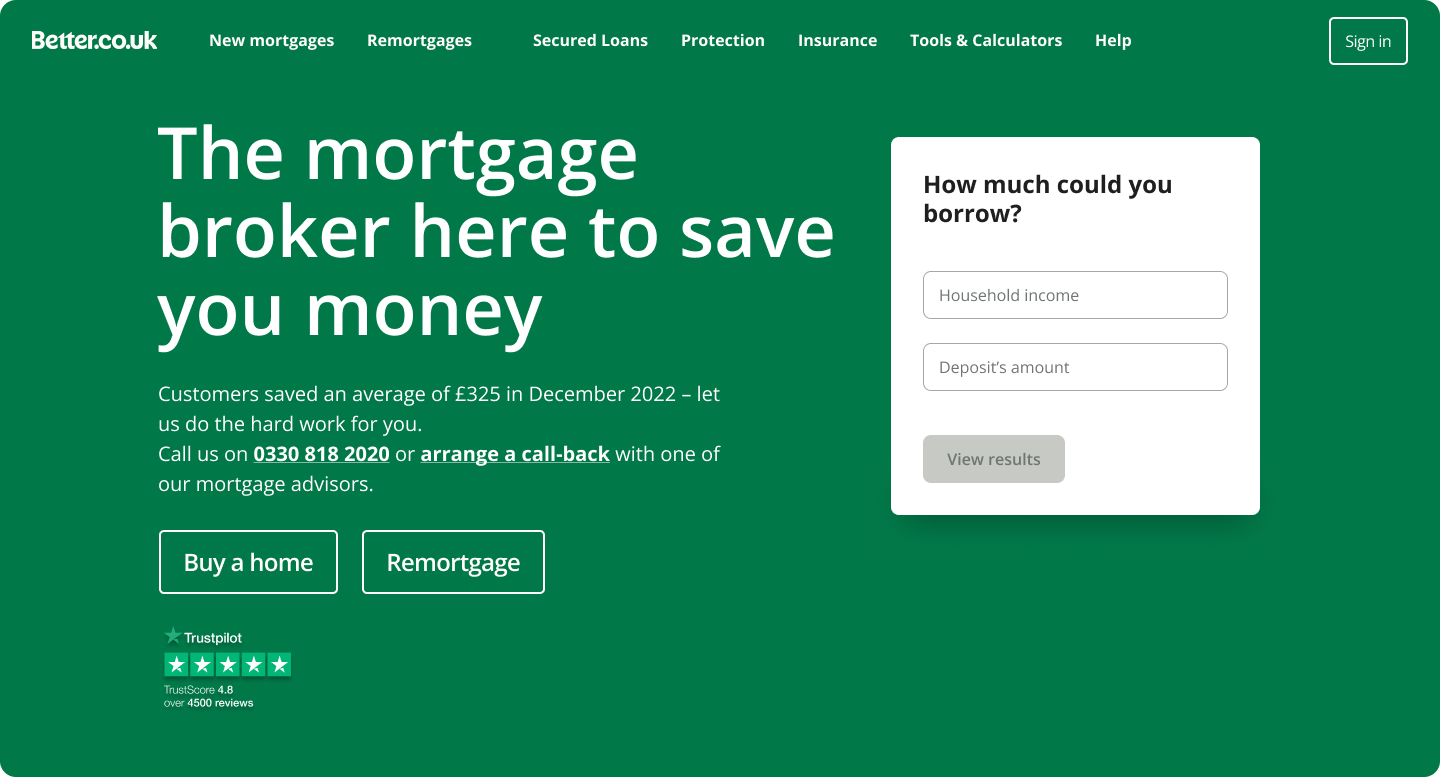 Better.co.uk
New mortgages
Remortgages
Secured Loans
Protection
Insurance
Tools & Calculators
Help
Sign in
The mortgage
broker here to save
you money
Customers saved an average of £325 in December 2022 – let
us do the hard work for you.
Call us on 0330 818 2020 or arrange a call-back with one of
our mortgage advisors.
Buy a home
Remortgage
Trustpilot
TrustScore 4.8
over 4500 reviews
How much could you
borrow?
Household income
Deposit’s amount
View results